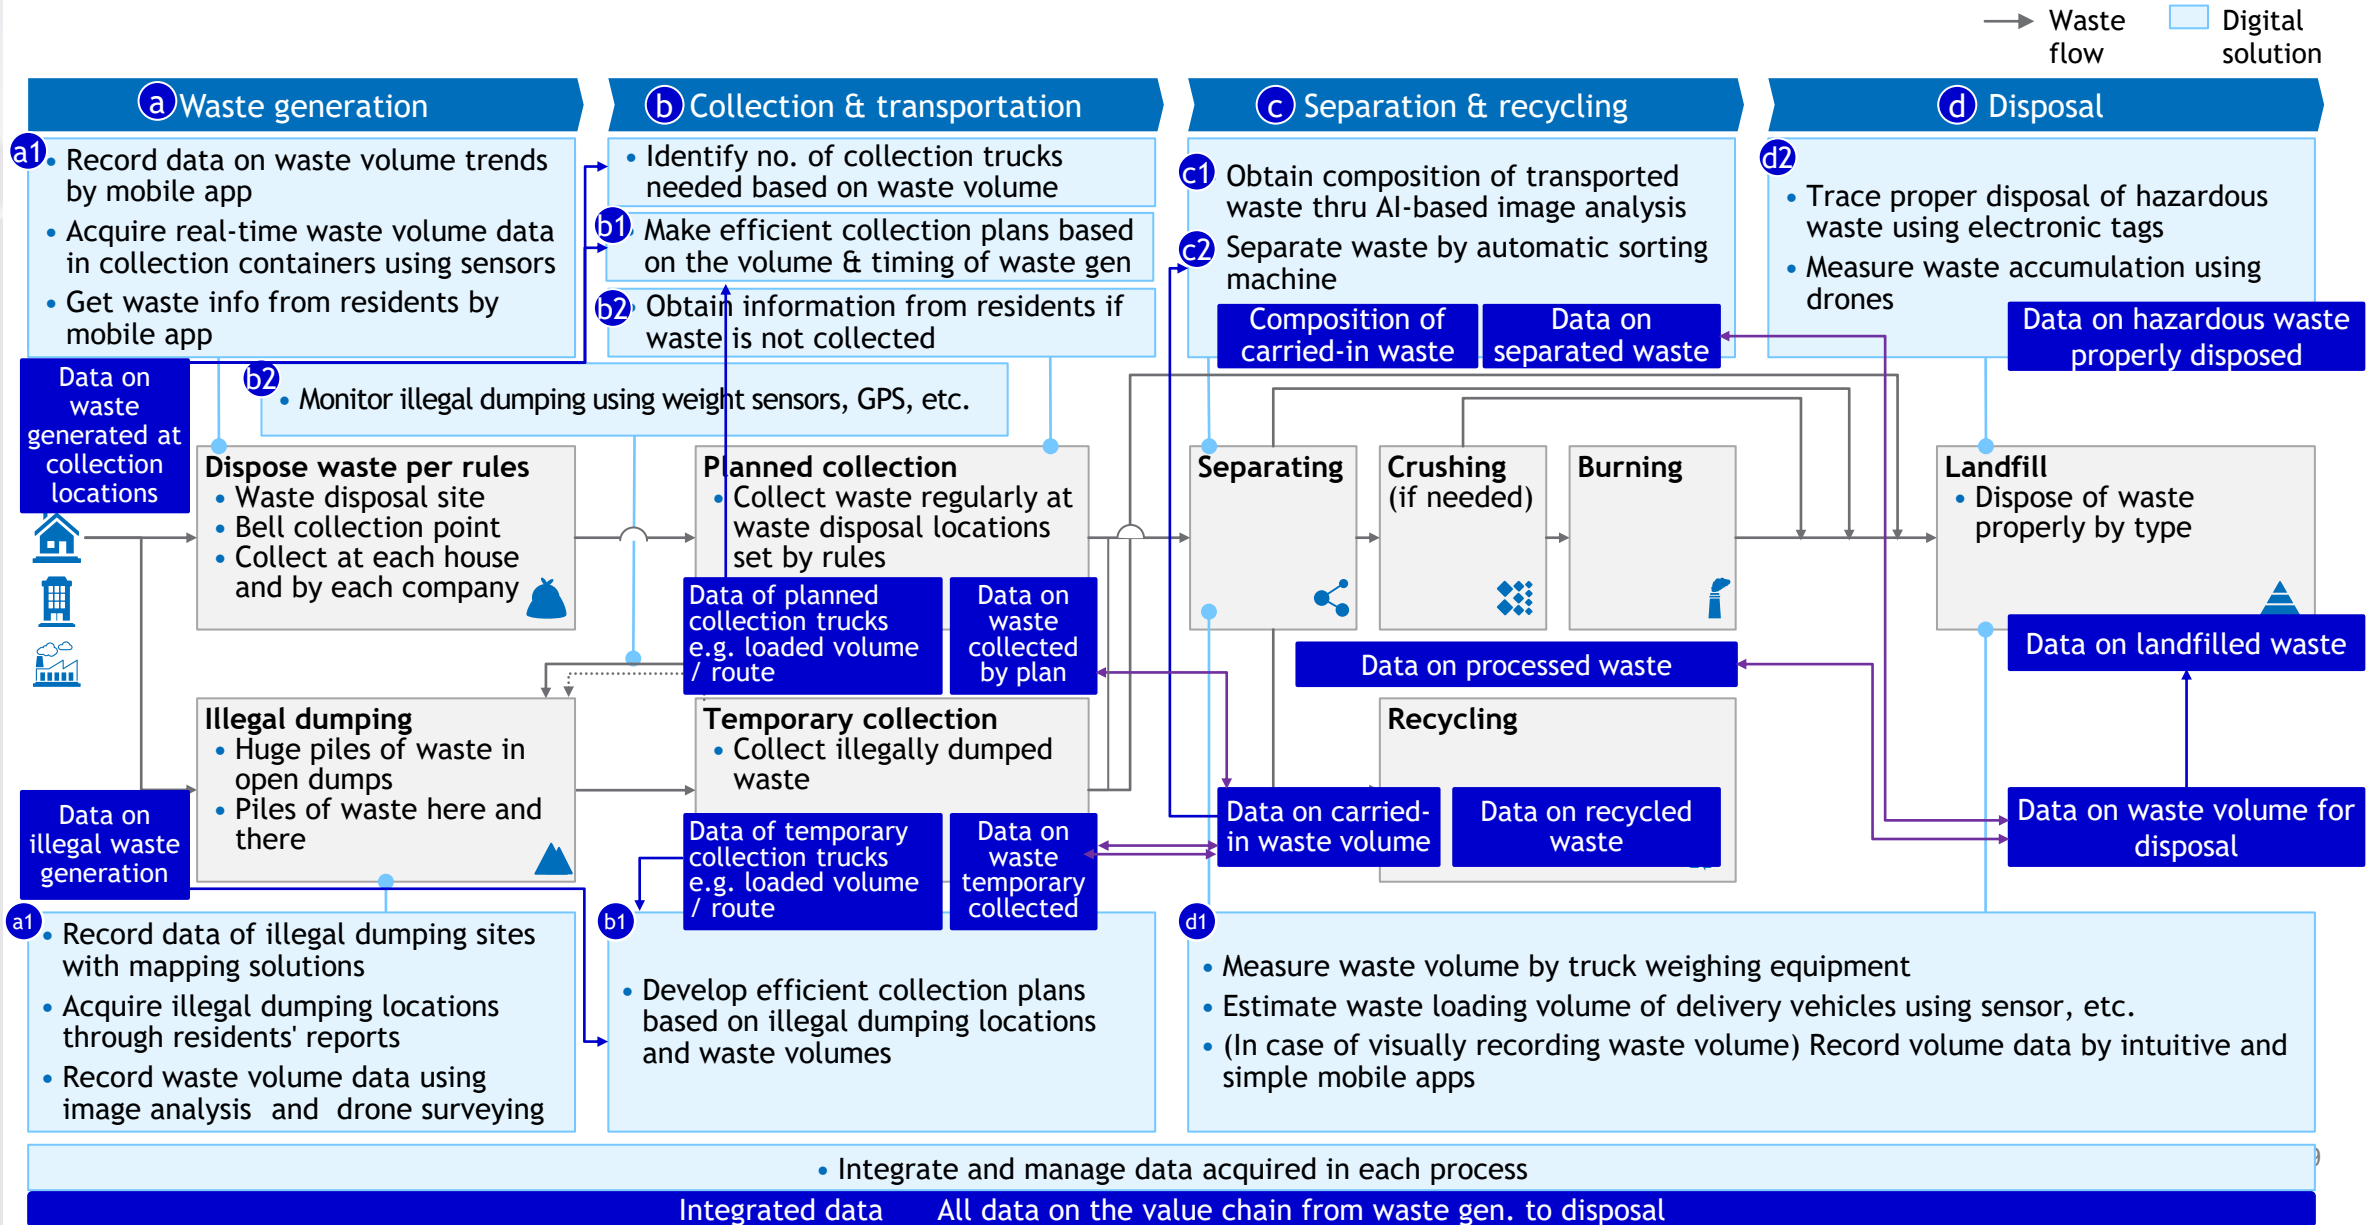 Waste
flow
Digital
solution
a Waste generation
b Collection & transportation
c Separation & recycling
d Disposal
a1
• Record data on waste volume trends
by mobile app
• Acquire real-time waste volume data
in collection containers using sensors
• Get waste info from residents by
mobile app
• Identify no. of collection trucks
needed based on waste volume
b1
• Make efficient collection plans based
on the volume & timing of waste gen
b2
• Obtain information from residents if
waste is not collected
c1
Obtain composition of transported
waste thru AI-based image analysis
c2
Separate waste by automatic sorting
machine
Composition of
carried-in waste
Data on
separated waste
d2
• Trace proper disposal of hazardous
waste using electronic tags
• Measure waste accumulation using
drones
Data on hazardous waste
properly disposed
Data on
waste
generated at
collection
locations
b2
• Monitor illegal dumping using weight sensors, GPS, etc.
Dispose waste per rules
• Waste disposal site
• Bell collection point
• Collect at each house
and by each company
Planned collection
• Collect waste regularly at
waste disposal locations
set by rules
Data of planned
collection trucks
e.g. loaded volume
/ route
Data on
waste
collected
by plan
Separating
Crushing
(if needed)
Burning
Landfill
• Dispose of waste
properly by type
Data on processed waste
Data on landfilled waste
Illegal dumping
• Huge piles of waste in
open dumps
• Piles of waste here and
there
Data on
illegal waste
generation
Temporary collection
• Collect illegally dumped
waste
Data of temporary
collection trucks
e.g. loaded volume
/ route
Data on
waste
temporary
collected
Recycling
Data on carried-
in waste volume
Data on recycled
waste
Data on waste volume for
disposal
a1
• Record data of illegal dumping sites
with mapping solutions
• Acquire illegal dumping locations
through residents' reports
• Record waste volume data using
image analysis and drone surveying
b1
• Develop efficient collection plans
based on illegal dumping locations
and waste volumes
d1
• Measure waste volume by truck weighing equipment
• Estimate waste loading volume of delivery vehicles using sensor, etc.
• (In case of visually recording waste volume) Record volume data by intuitive and
simple mobile apps
• Integrate and manage data acquired in each process
Integrated data All data on the value chain from waste gen. to disposal